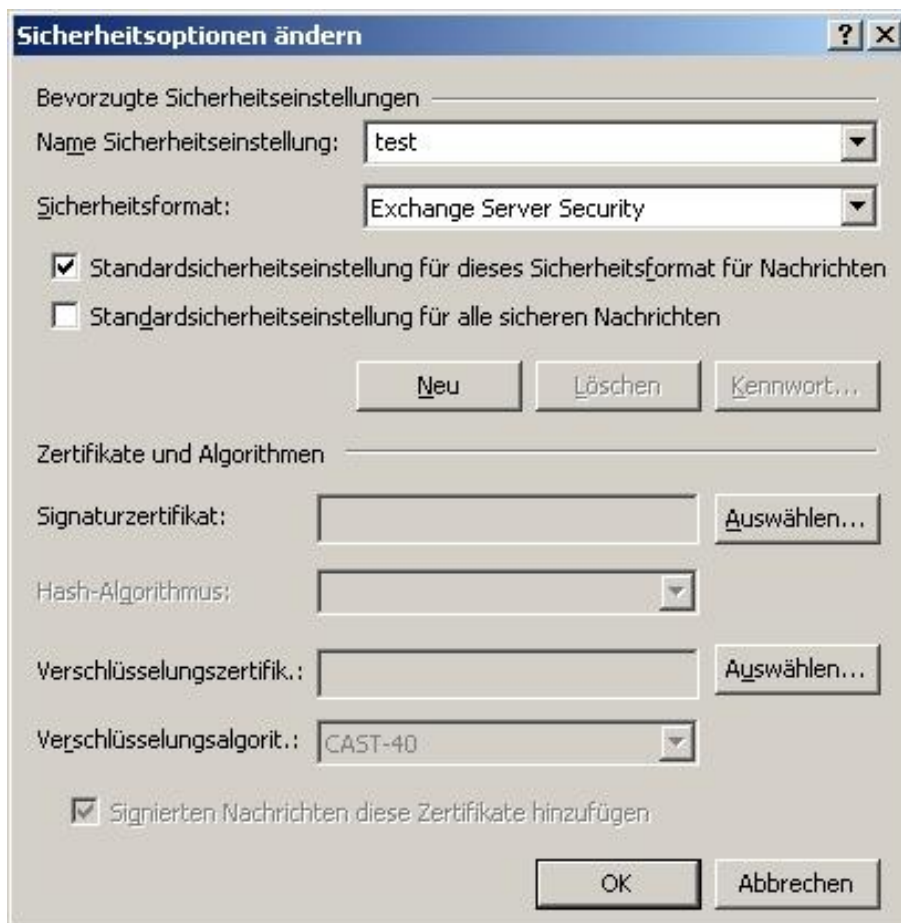 Sicherheitsoptionen ändern
Bevorzugte Sicherheitseinstellungen
Name Sicherheitseinstellung: test
Sicherheitsformat: Exchange Server Security
Standardsicherheitseinstellung für dieses Sicherheitsformat für Nachrichten
Standardsicherheitseinstellung für alle sicheren Nachrichten
Neu Löschen Kennwort...
Zertifikate und Algorithmen
Signaturzertifikat: Auswählen...
Hash-Algorithmus:
Verschlüsselungszertifik.: Auswählen...
Verschlüsselungsalgorit.: CAST-40
Signierten Nachrichten diese Zertifikate hinzufügen
OK Abbrechen